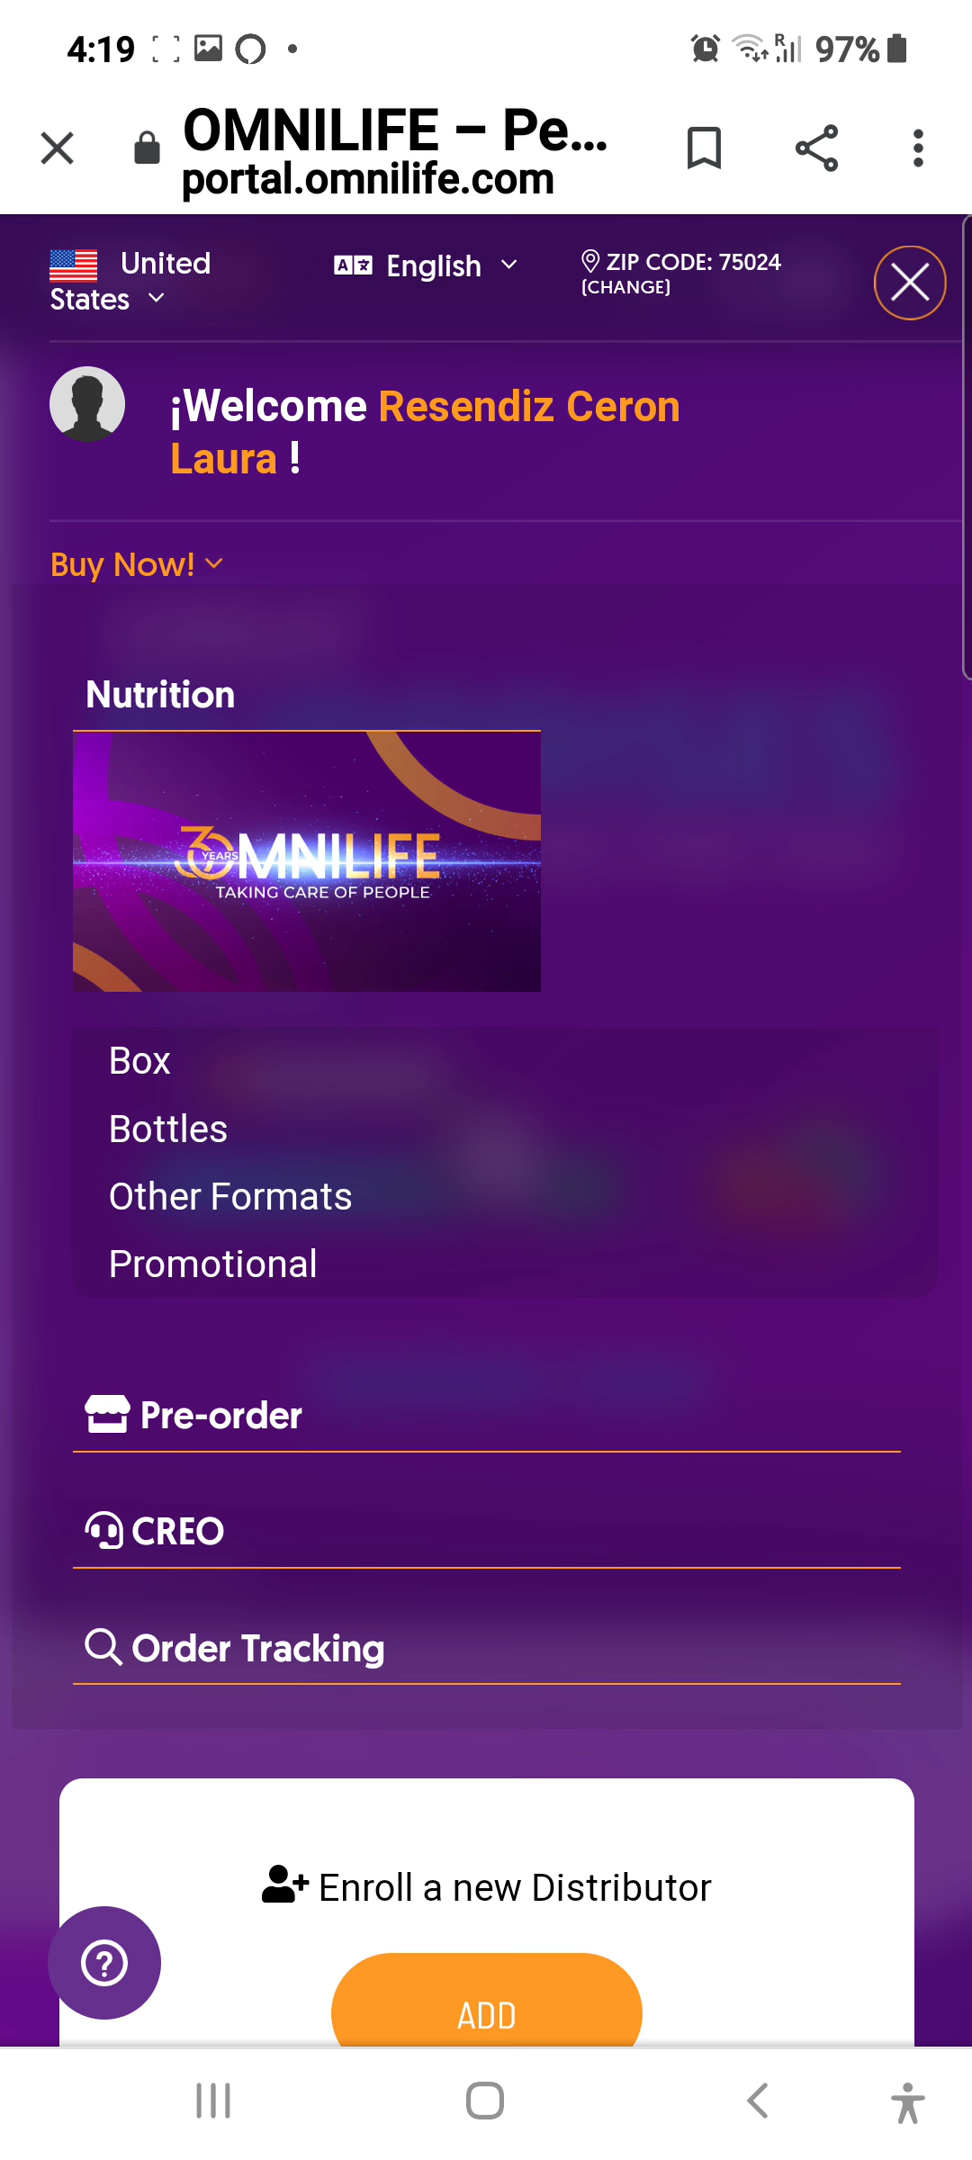 4:19
R 97%
OMNILIFE – Pe...
portal.omnilife.com
United
States
English
ZIP CODE: 75024
(CHANGE)
¡Welcome Resendiz Ceron
Laura !
Buy Now!
Nutrition
30 YEARS OMNILIFE
TAKING CARE OF PEOPLE
Box
Bottles
Other Formats
Promotional
Pre-order
CREO
Order Tracking
Enroll a new Distributor
ADD